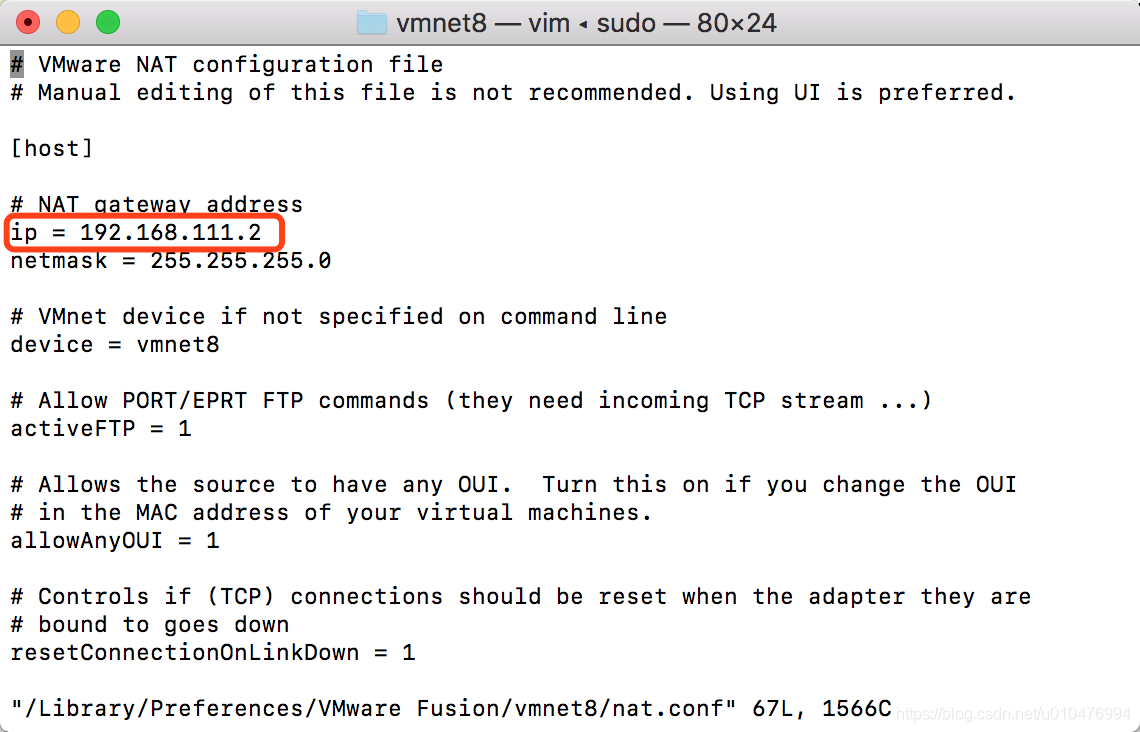 vmnet8 — vim ◂ sudo — 80×24
# VMware NAT configuration file
# Manual editing of this file is not recommended. Using UI is preferred.
[host]
# NAT gateway address
ip = 192.168.111.2
netmask = 255.255.255.0
# VMnet device if not specified on command line
device = vmnet8
# Allow PORT/EPRT FTP commands (they need incoming TCP stream ...)
activeFTP = 1
# Allows the source to have any OUI.  Turn this on if you change the OUI
# in the MAC address of your virtual machines.
allowAnyOUI = 1
# Controls if (TCP) connections should be reset when the adapter they are
# bound to goes down
resetConnectionOnLinkDown = 1
"/Library/Preferences/VMware Fusion/vmnet8/nat.conf" 67L, 1566C
https://blog.csdn.net/u010476994